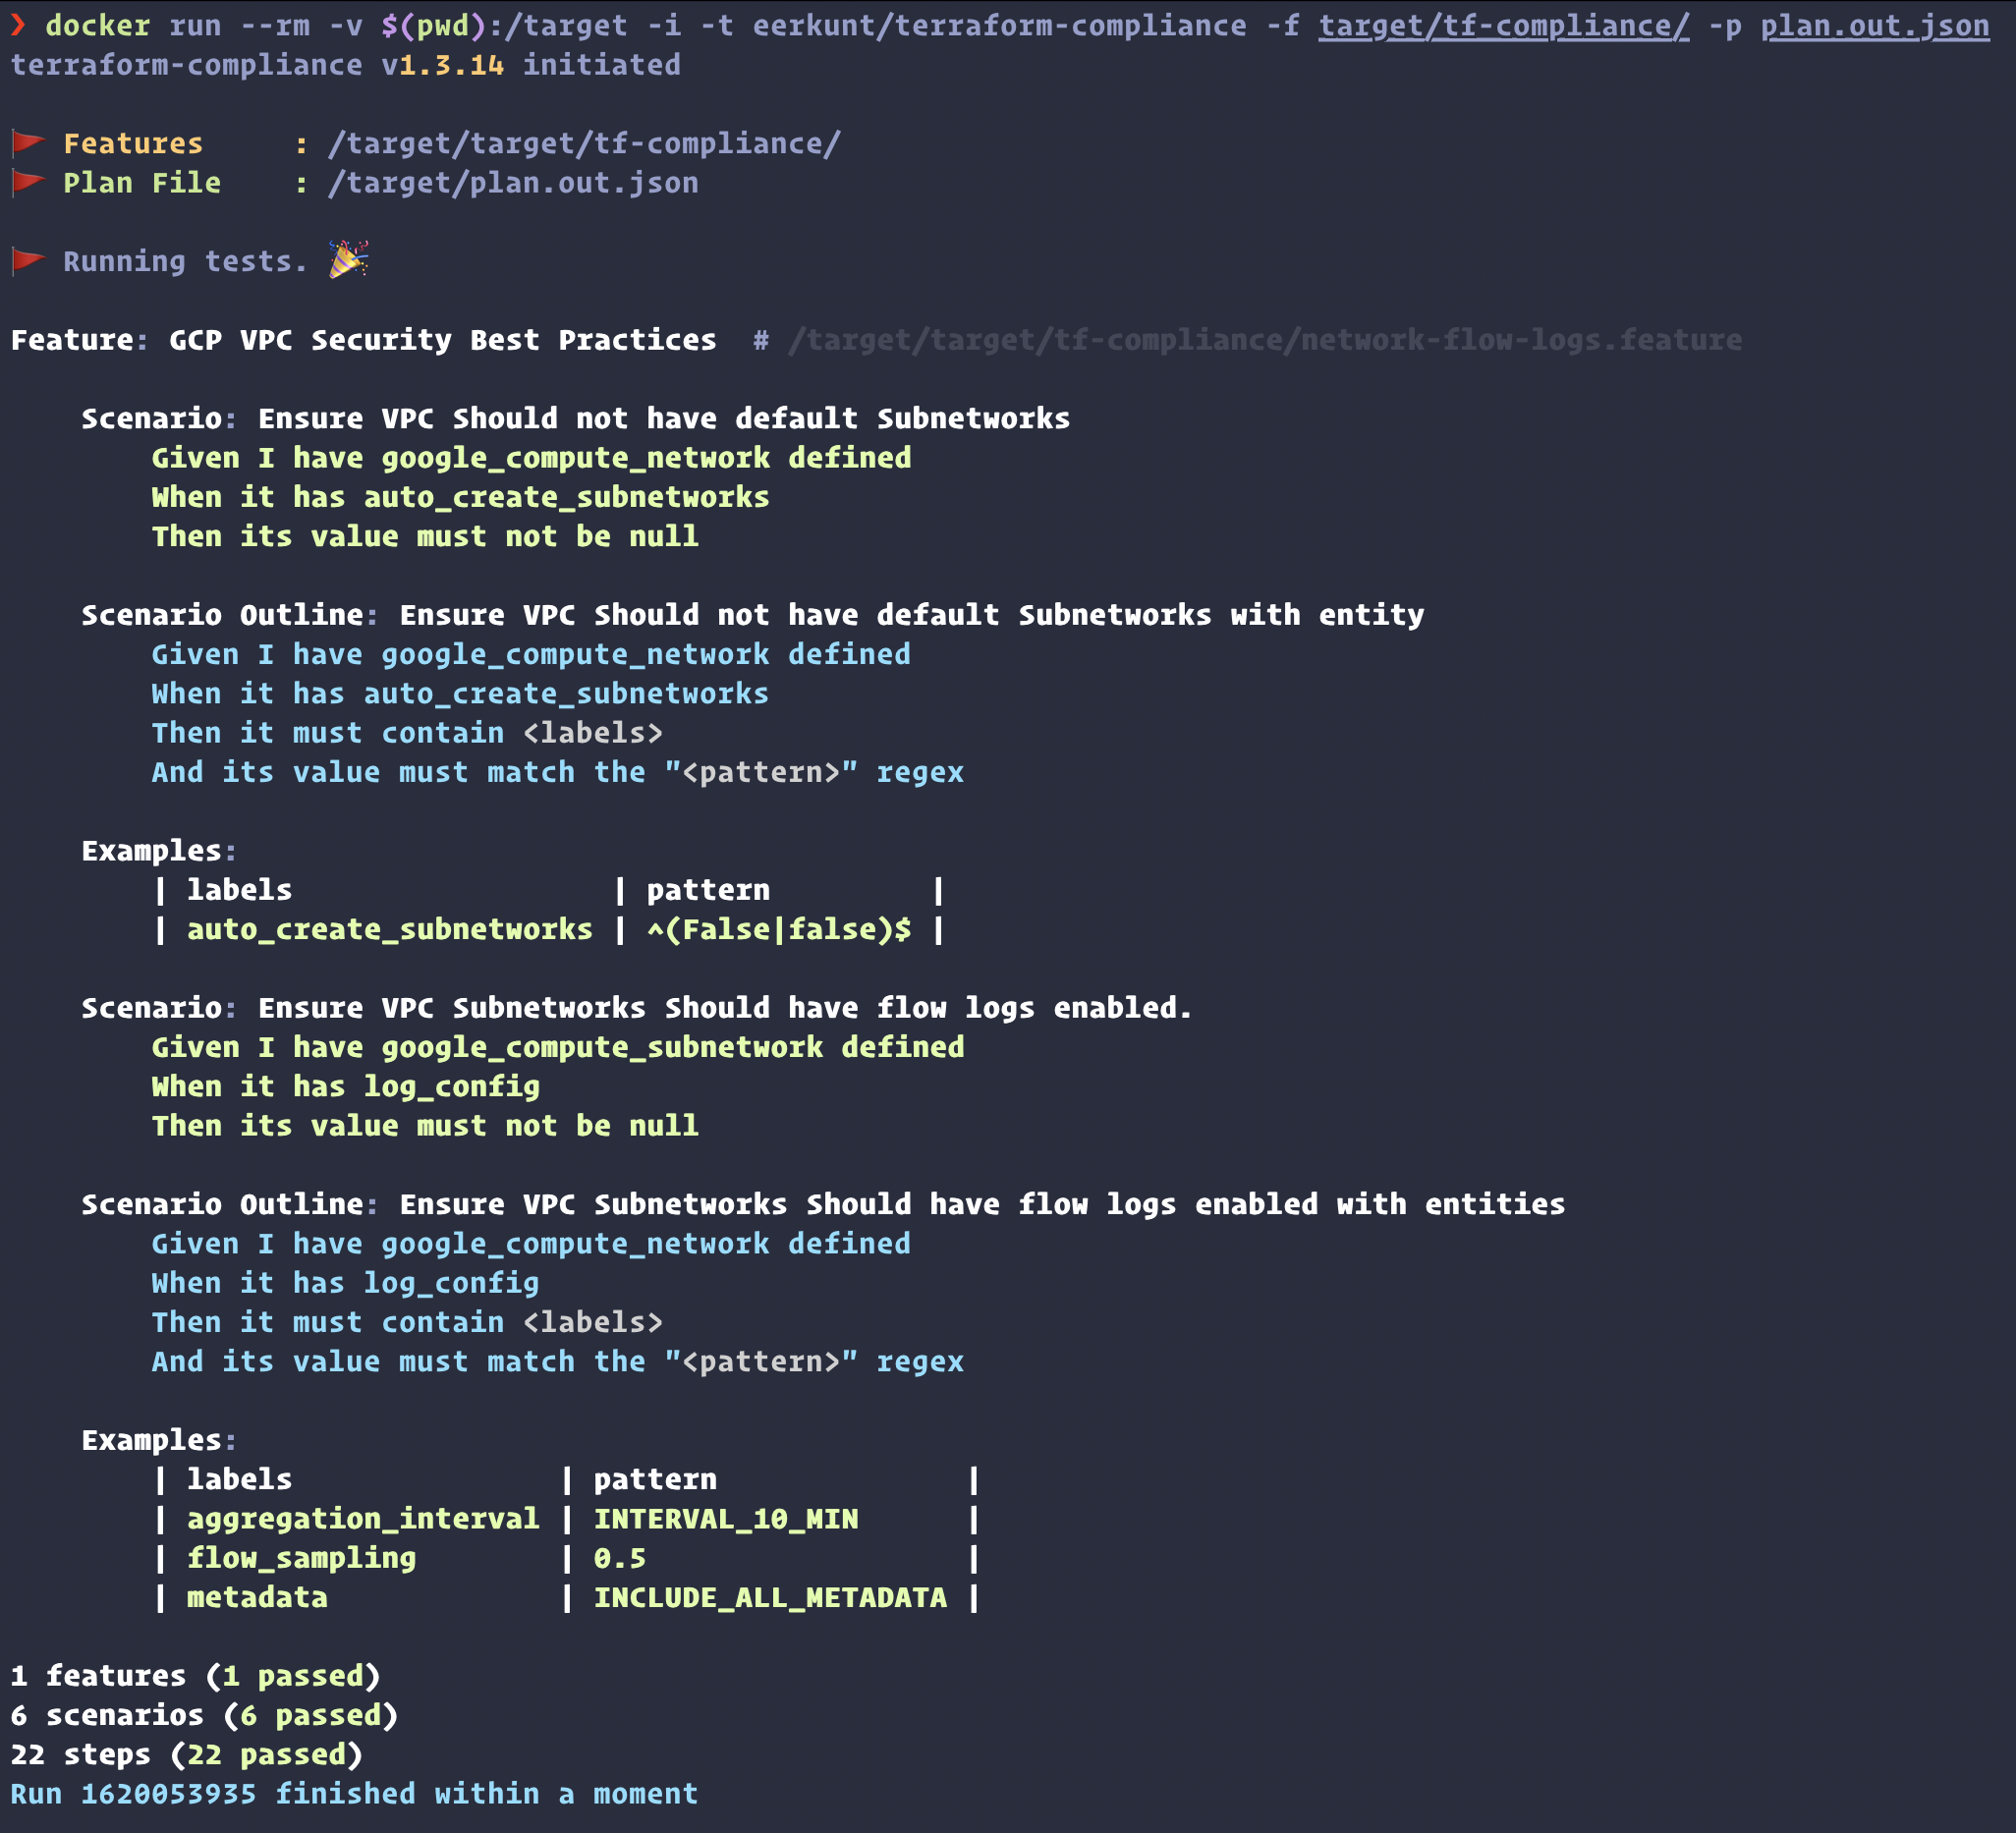 ❯ docker run --rm -v $(pwd):/target -i -t eerkunt/terraform-compliance -f target/tf-compliance/ -p plan.out.json
terraform-compliance v1.3.14 initiated
🚩 Features     : /target/target/tf-compliance/
🚩 Plan File    : /target/plan.out.json
🚩 Running tests. 🎉
Feature: GCP VPC Security Best Practices  # /target/target/tf-compliance/network-flow-logs.feature
    Scenario: Ensure VPC Should not have default Subnetworks
        Given I have google_compute_network defined
        When it has auto_create_subnetworks
        Then its value must not be null
    Scenario Outline: Ensure VPC Should not have default Subnetworks with entity
        Given I have google_compute_network defined
        When it has auto_create_subnetworks
        Then it must contain <labels>
        And its value must match the "<pattern>" regex
    Examples:
        | labels                  | pattern         |
        | auto_create_subnetworks | ^(False|false)$ |
    Scenario: Ensure VPC Subnetworks Should have flow logs enabled.
        Given I have google_compute_subnetwork defined
        When it has log_config
        Then its value must not be null
    Scenario Outline: Ensure VPC Subnetworks Should have flow logs enabled with entities
        Given I have google_compute_network defined
        When it has log_config
        Then it must contain <labels>
        And its value must match the "<pattern>" regex
    Examples:
        | labels               | pattern              |
        | aggregation_interval | INTERVAL_10_MIN      |
        | flow_sampling        | 0.5                  |
        | metadata             | INCLUDE_ALL_METADATA |
1 features (1 passed)
6 scenarios (6 passed)
22 steps (22 passed)
Run 1620053935 finished within a moment